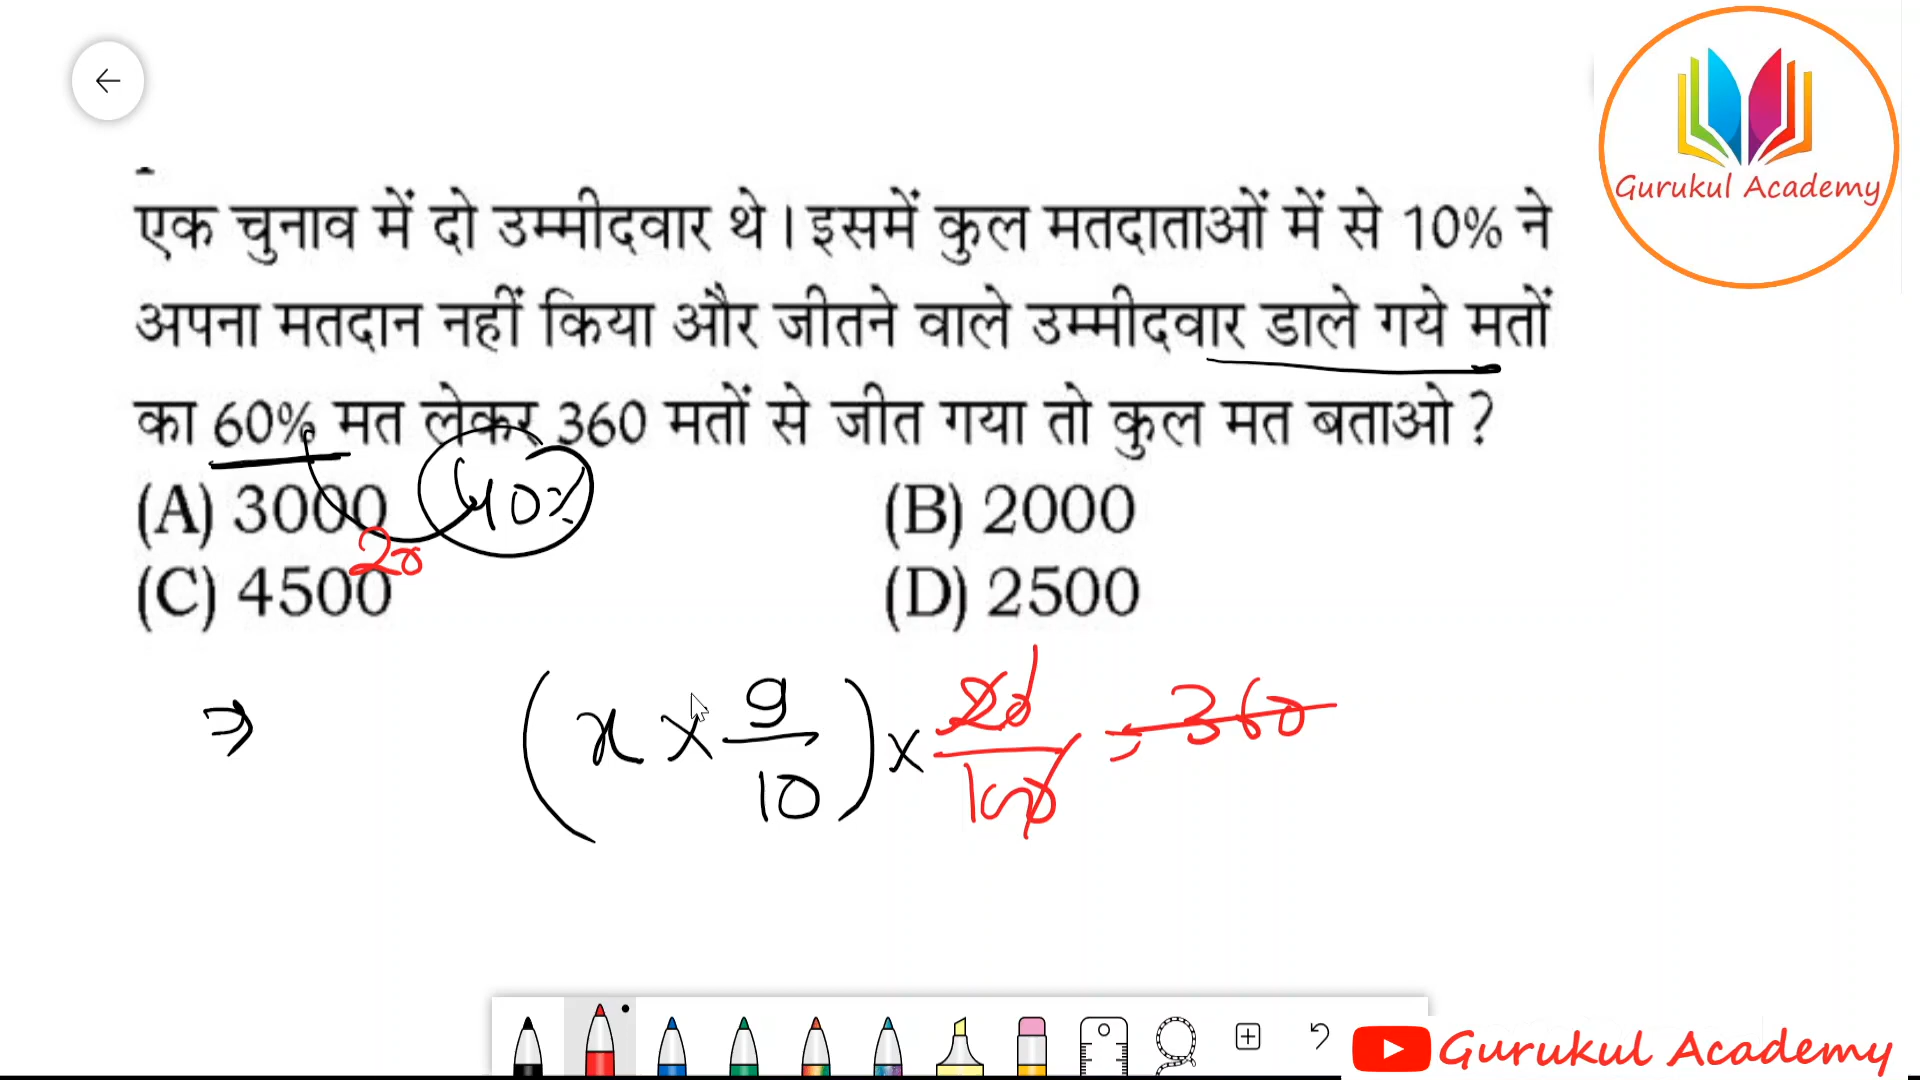 Gurukul Academy
एक चुनाव में दो उम्मीदवार थे। इसमें कुल मतदाताओं में से 10% ने
अपना मतदान नहीं किया और जीतने वाले उम्मीदवार डाले गये मतों
का 60% मत लेकर 360 मतों से जीत गया तो कुल मत बताओ ?
40%
(A) 3000 (B) 2000
20
(C) 4500 (D) 2500
⇒ (x × 9/10) × 20/100 = 360
Gurukul Academy